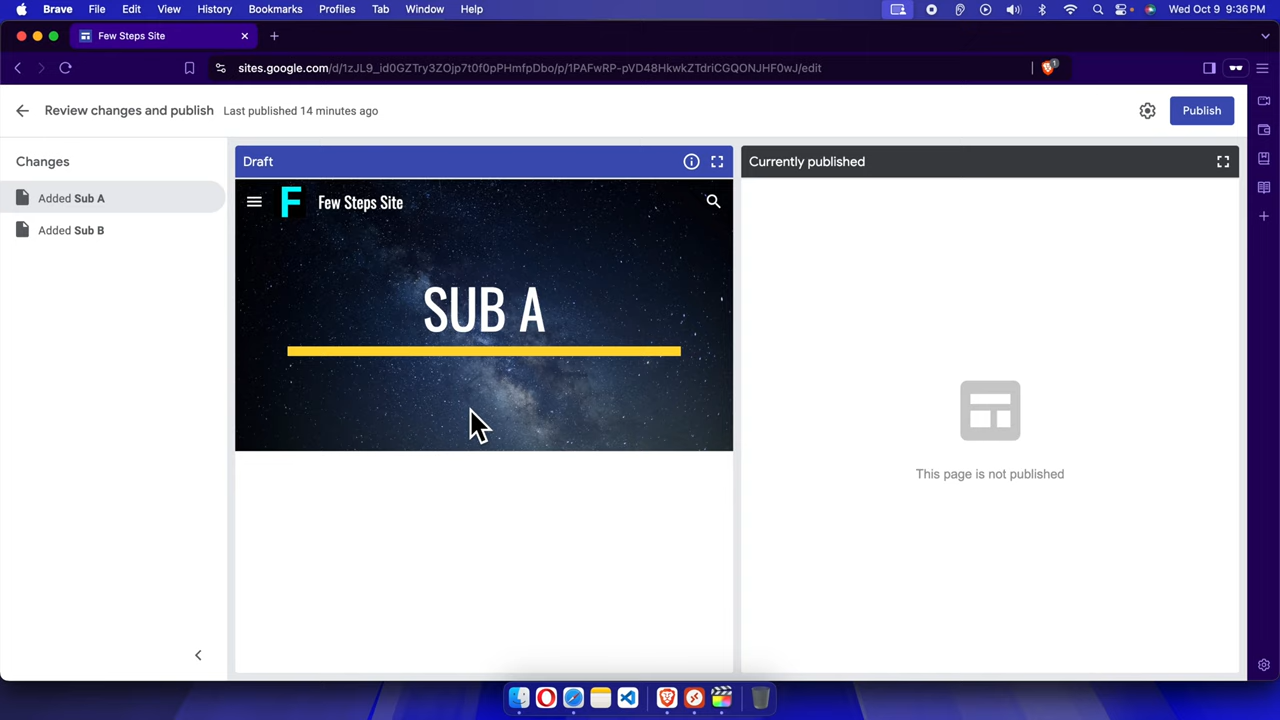 Brave File Edit View History Bookmarks Profiles Tab Window Help Wed Oct 9 9:36 PM
Few Steps Site
sites.google.com/d/1zJL9_id0GZTry3ZOjp7t0f0pPHmfpDbo/p/1PAFwRP-pVD48HkwkZTdriCGQONJHF0wJ/edit 1
Review changes and publish Last published 14 minutes ago Publish
Changes
Added Sub A
Added Sub B
Draft
F Few Steps Site
SUB A
Currently published
This page is not published